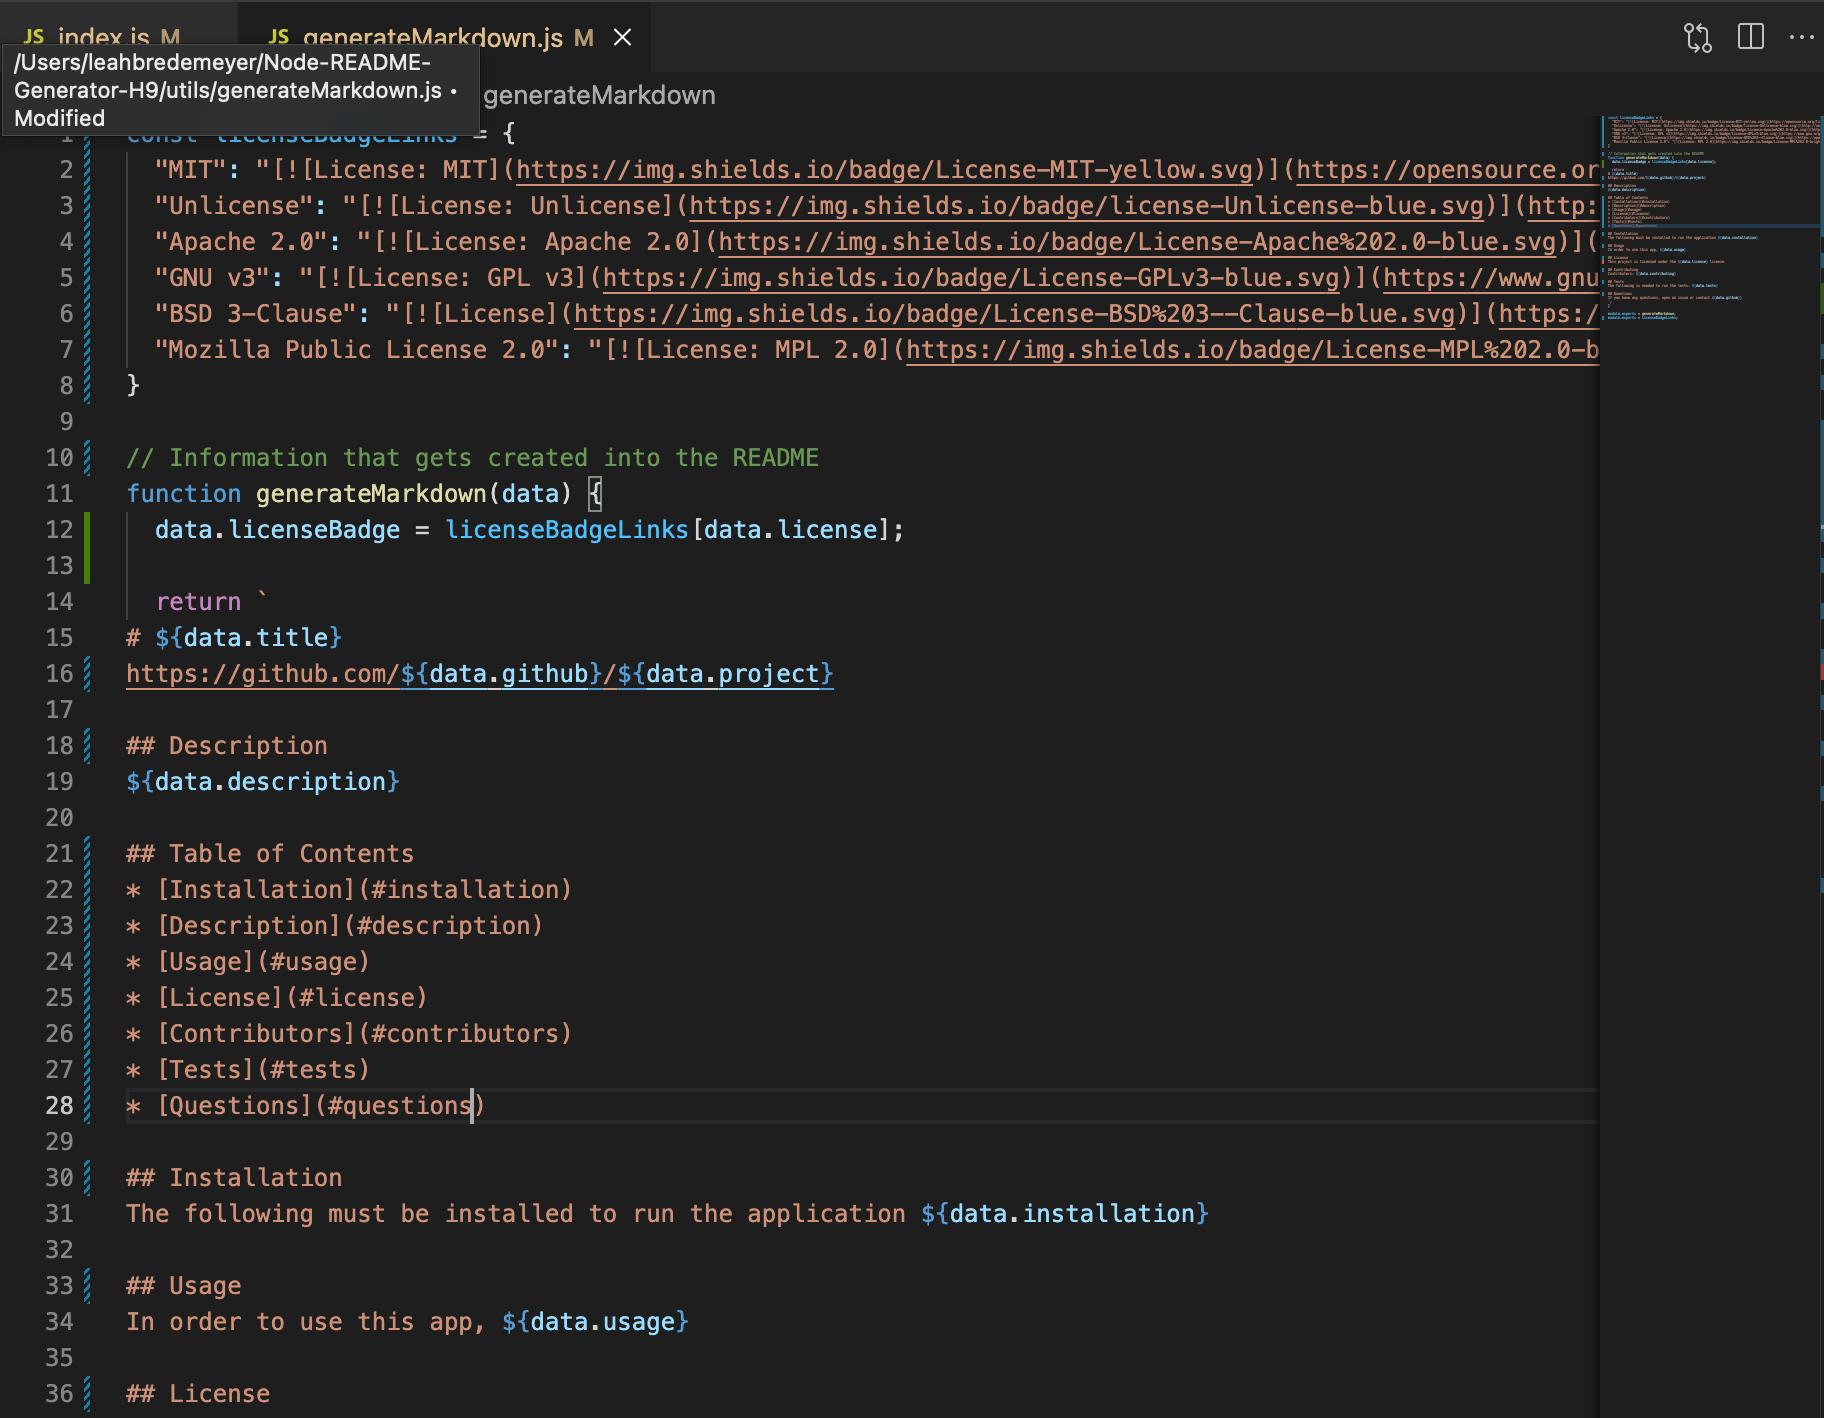 JS index.js M
JS generateMarkdown.js M
/Users/leahbredemeyer/Node-README-
Generator-H9/utils/generateMarkdown.js •
Modified
generateMarkdown
1 const licenseBadgeLinks = {
2 "MIT": "[![License: MIT](https://img.shields.io/badge/License-MIT-yellow.svg)](https://opensource.or
3 "Unlicense": "[![License: Unlicense](https://img.shields.io/badge/license-Unlicense-blue.svg)](http:
4 "Apache 2.0": "[![License: Apache 2.0](https://img.shields.io/badge/License-Apache%202.0-blue.svg)](
5 "GNU v3": "[![License: GPL v3](https://img.shields.io/badge/License-GPLv3-blue.svg)](https://www.gnu
6 "BSD 3-Clause": "[![License](https://img.shields.io/badge/License-BSD%203--Clause-blue.svg)](https:/
7 "Mozilla Public License 2.0": "[![License: MPL 2.0](https://img.shields.io/badge/License-MPL%202.0-b
8 }
9
10 // Information that gets created into the README
11 function generateMarkdown(data) {
12 data.licenseBadge = licenseBadgeLinks[data.license];
13
14 return `
15 # ${data.title}
16 https://github.com/${data.github}/${data.project}
17
18 ## Description
19 ${data.description}
20
21 ## Table of Contents
22 * [Installation](#installation)
23 * [Description](#description)
24 * [Usage](#usage)
25 * [License](#license)
26 * [Contributors](#contributors)
27 * [Tests](#tests)
28 * [Questions](#questions)
29
30 ## Installation
31 The following must be installed to run the application ${data.installation}
32
33 ## Usage
34 In order to use this app, ${data.usage}
35
36 ## License